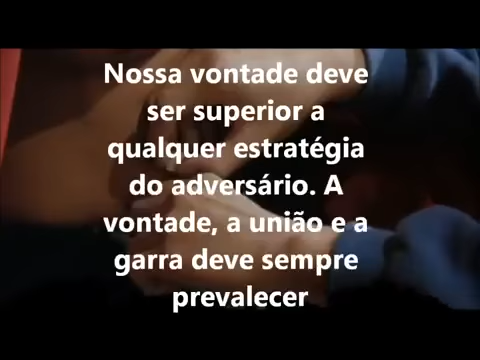 Nossa vontade deve
ser superior a
qualquer estratégia
do adversário. A
vontade, a união e a
garra deve sempre
prevalecer